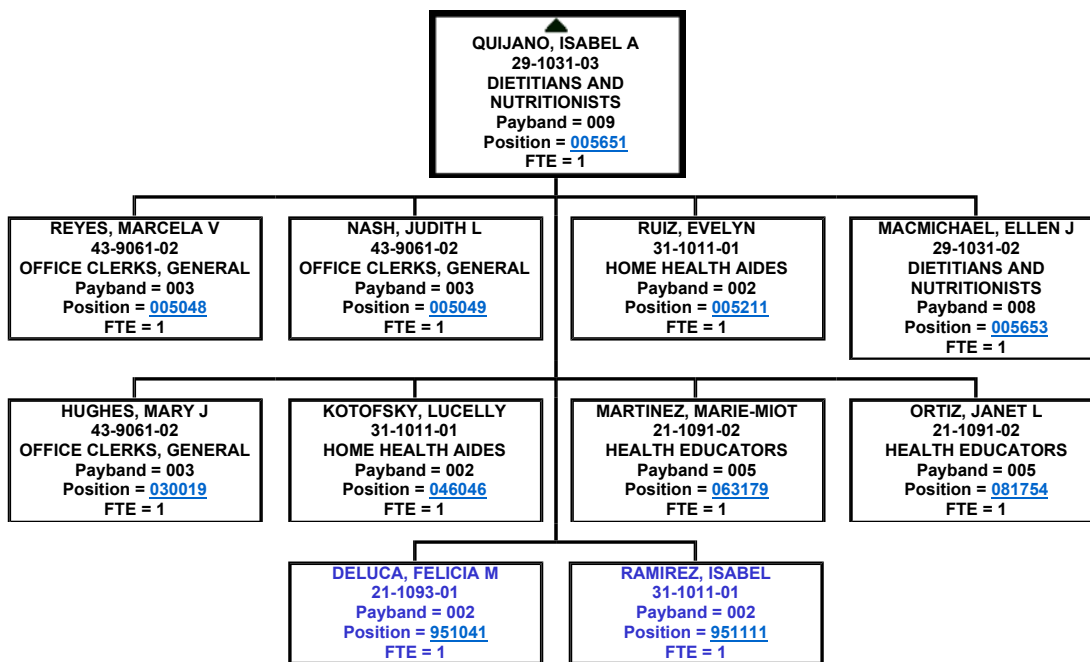 QUIJANO, ISABEL A
29-1031-03
DIETITIANS AND
NUTRITIONISTS
Payband = 009
Position = 005651
FTE = 1
REYES, MARCELA V
43-9061-02
OFFICE CLERKS, GENERAL
Payband = 003
Position = 005048
FTE = 1
NASH, JUDITH L
43-9061-02
OFFICE CLERKS, GENERAL
Payband = 003
Position = 005049
FTE = 1
RUIZ, EVELYN
31-1011-01
HOME HEALTH AIDES
Payband = 002
Position = 005211
FTE = 1
MACMICHAEL, ELLEN J
29-1031-02
DIETITIANS AND
NUTRITIONISTS
Payband = 008
Position = 005653
FTE = 1
HUGHES, MARY J
43-9061-02
OFFICE CLERKS, GENERAL
Payband = 003
Position = 030019
FTE = 1
KOTOFSKY, LUCELLY
31-1011-01
HOME HEALTH AIDES
Payband = 002
Position = 046046
FTE = 1
MARTINEZ, MARIE-MIOT
21-1091-02
HEALTH EDUCATORS
Payband = 005
Position = 063179
FTE = 1
ORTIZ, JANET L
21-1091-02
HEALTH EDUCATORS
Payband = 005
Position = 081754
FTE = 1
DELUCA, FELICIA M
21-1093-01
Payband = 002
Position = 951041
FTE = 1
RAMIREZ, ISABEL
31-1011-01
Payband = 002
Position = 951111
FTE = 1